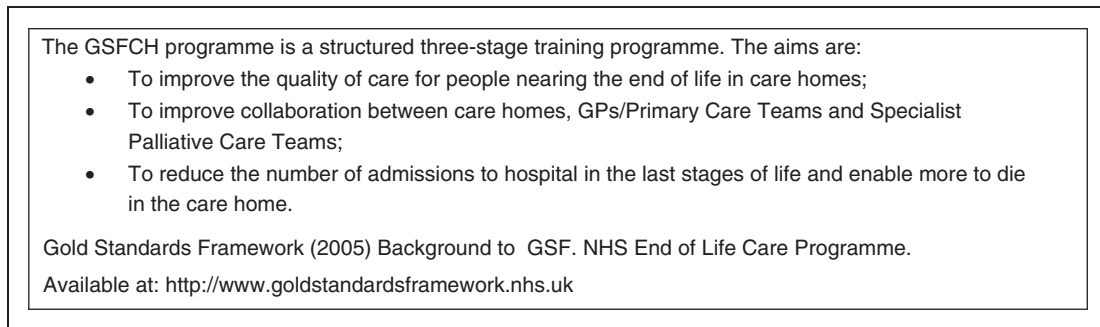 The GSFCH programme is a structured three-stage training programme. The aims are:
• To improve the quality of care for people nearing the end of life in care homes;
• To improve collaboration between care homes, GPs/Primary Care Teams and Specialist
Palliative Care Teams;
• To reduce the number of admissions to hospital in the last stages of life and enable more to die
in the care home.
Gold Standards Framework (2005) Background to GSF. NHS End of Life Care Programme.
Available at: http://www.goldstandardsframework.nhs.uk